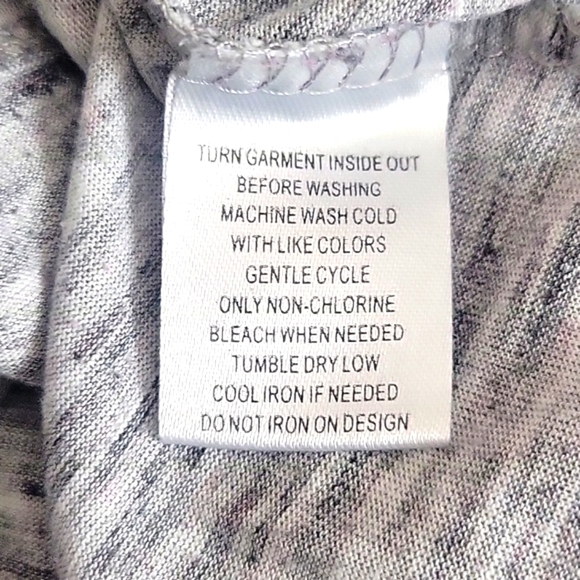 TURN GARMENT INSIDE OUT
BEFORE WASHING
MACHINE WASH COLD
WITH LIKE COLORS
GENTLE CYCLE
ONLY NON-CHLORINE
BLEACH WHEN NEEDED
TUMBLE DRY LOW
COOL IRON IF NEEDED
DO NOT IRON ON DESIGN